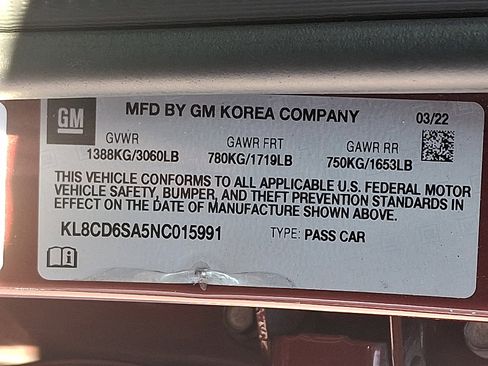 GM
MFD BY GM KOREA COMPANY
03/22
GVWR
GAWR FRT
GAWR RR
1388KG/3060LB
780KG/1719LB
750KG/1653LB
THIS VEHICLE CONFORMS TO ALL APPLICABLE U.S. FEDERAL MOTOR
VEHICLE SAFETY, BUMPER, AND THEFT PREVENTION STANDARDS IN
EFFECT ON THE DATE OF MANUFACTURE SHOWN ABOVE.
KL8CD6SA5NC015991
TYPE: PASS CAR